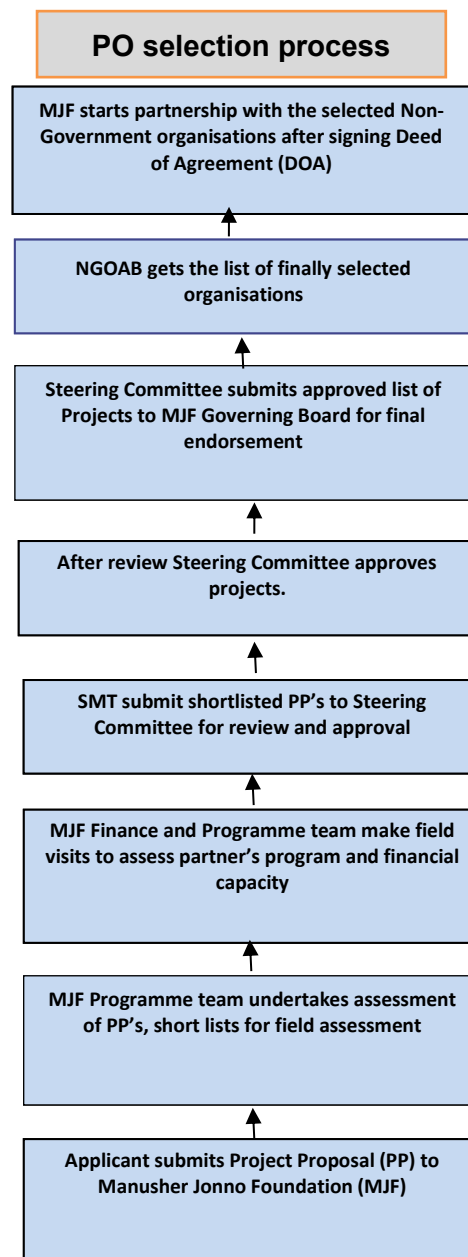 PO selection process
MJF starts partnership with the selected Non-
Government organisations after signing Deed
of Agreement (DOA)
NGOAB gets the list of finally selected
organisations
Steering Committee submits approved list of
Projects to MJF Governing Board for final
endorsement
After review Steering Committee approves
projects.
SMT submit shortlisted PP's to Steering
Committee for review and approval
MJF Finance and Programme team make field
visits to assess partner's program and financial
capacity
MJF Programme team undertakes assessment
of PP's, short lists for field assessment
Applicant submits Project Proposal (PP) to
Manusher Jonno Foundation (MJF)